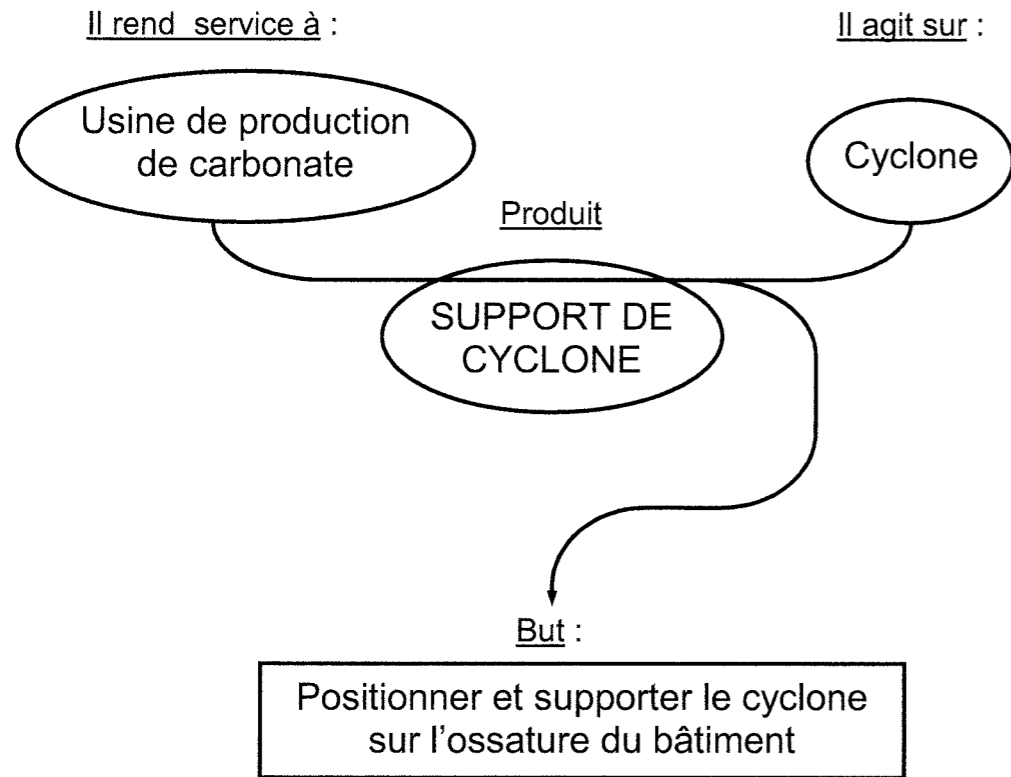 Il rend service à :
Il agit sur :
Usine de production
de carbonate
Cyclone
Produit
SUPPORT DE
CYCLONE
But :
Positionner et supporter le cyclone
sur l'ossature du bâtiment